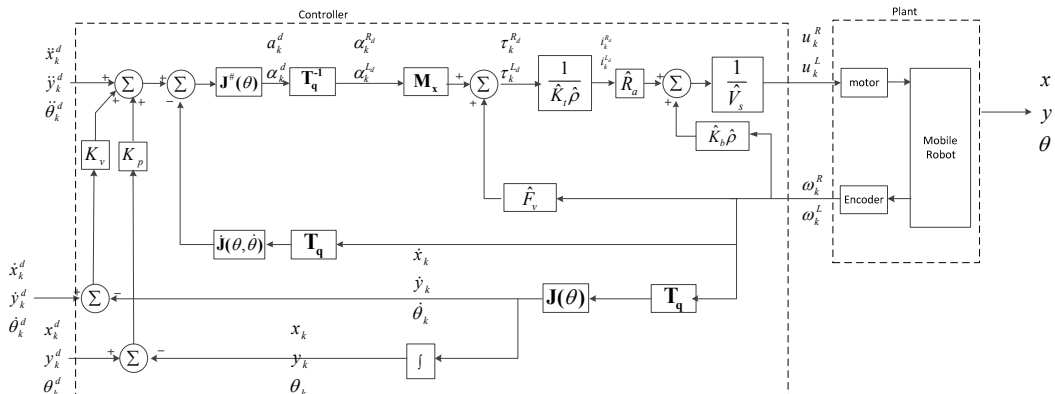 Controller
Plant
ẍ_k^d
ÿ_k^d
θ̈_k^d
+
∑
+
+
+
−
∑
J^#(θ)
a_k^d
α_k^d
T_q^-1
α_k^{R_d}
α_k^{L_d}
M_x
+
∑
+
τ_k^{R_d}
τ_k^{L_d}
1
K̂_t ρ̂
i_k^{R_d}
i_k^{L_d}
R̂_a
+
∑
+
1
V̂_s
u_k^R
u_k^L
motor
Mobile
Robot
x
y
θ
K_v
K_p
K̂_b ρ̂
F̂_v
ω_k^R
ω_k^L
Encoder
J̇(θ,θ̇)
T_q
ẋ_k^d
ẏ_k^d
θ̇_k^d
+
∑
−
ẋ_k
ẏ_k
θ̇_k
J(θ)
T_q
x_k^d
y_k^d
θ_k^d
+
∑
−
x_k
y_k
θ_k
∫